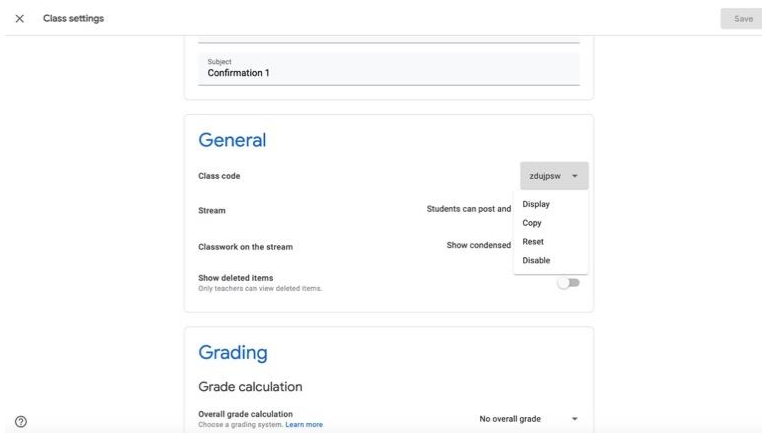 Class settings
Save
Subject
Confirmation 1
General
Class code
zdujpsw
Display
Stream
Students can post and
Copy
Reset
Classwork on the stream
Show condensed
Disable
Show deleted items
Only teachers can view deleted items.
Grading
Grade calculation
Overall grade calculation
No overall grade
Choose a grading system. Learn more